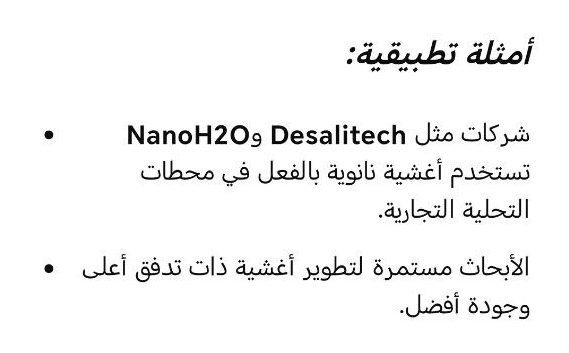 أمثلة تطبيقية:
• شركات مثل Desalitech وNanoH2O
تستخدم أغشية نانوية بالفعل في محطات
التحلية التجارية.
• الأبحاث مستمرة لتطوير أغشية ذات تدفق أعلى
وجودة أفضل.